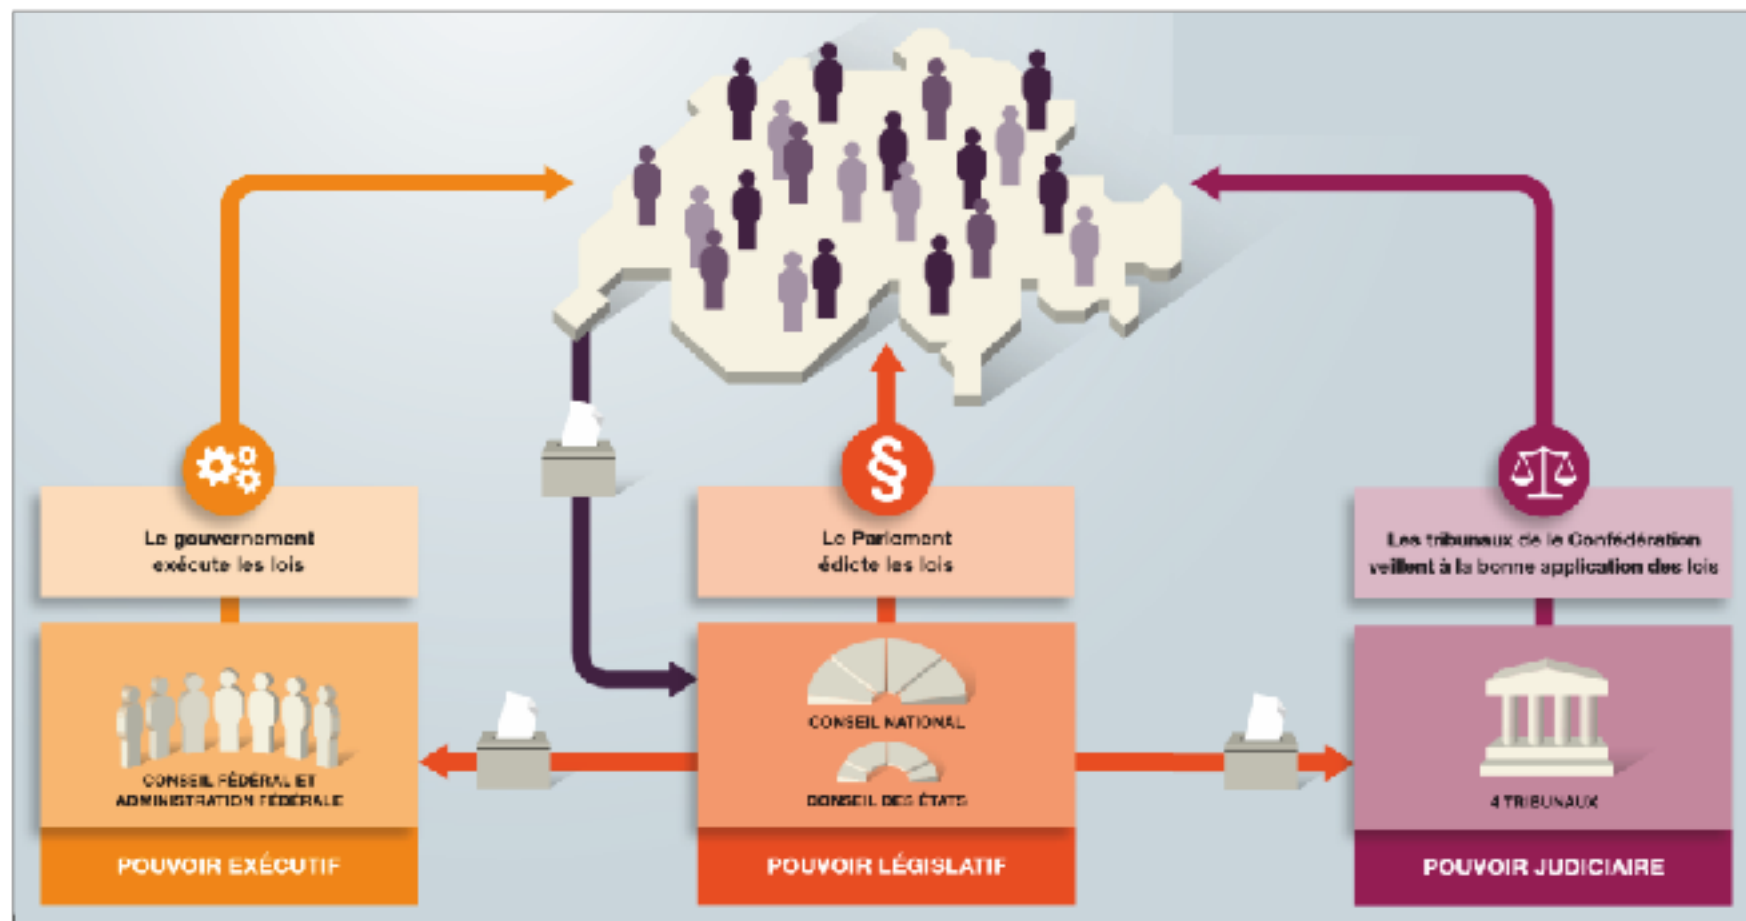 Le gouvernement
exécute les lois
Le Parlement
édicte les lois
Les tribunaux de la Confédération
veillent à la bonne application des lois
CONSEIL FÉDÉRAL ET
ADMINISTRATION FÉDÉRALE
CONSEIL NATIONAL
CONSEIL DES ÉTATS
4 TRIBUNAUX
POUVOIR EXÉCUTIF
POUVOIR LÉGISLATIF
POUVOIR JUDICIAIRE